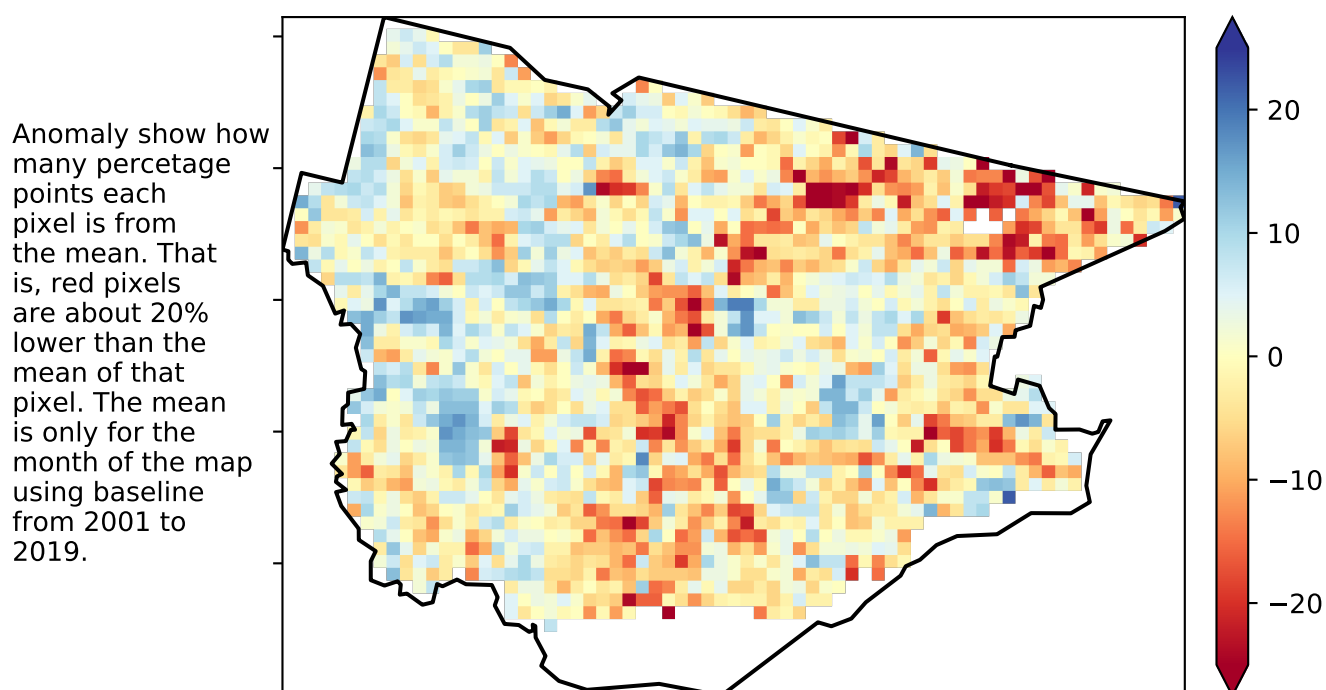 Anomaly show how
many percetage
points each
pixel is from
the mean. That
is, red pixels
are about 20%
lower than the
mean of that
pixel. The mean
is only for the
month of the map
using baseline
from 2001 to
2019.
20
10
0
−10
−20